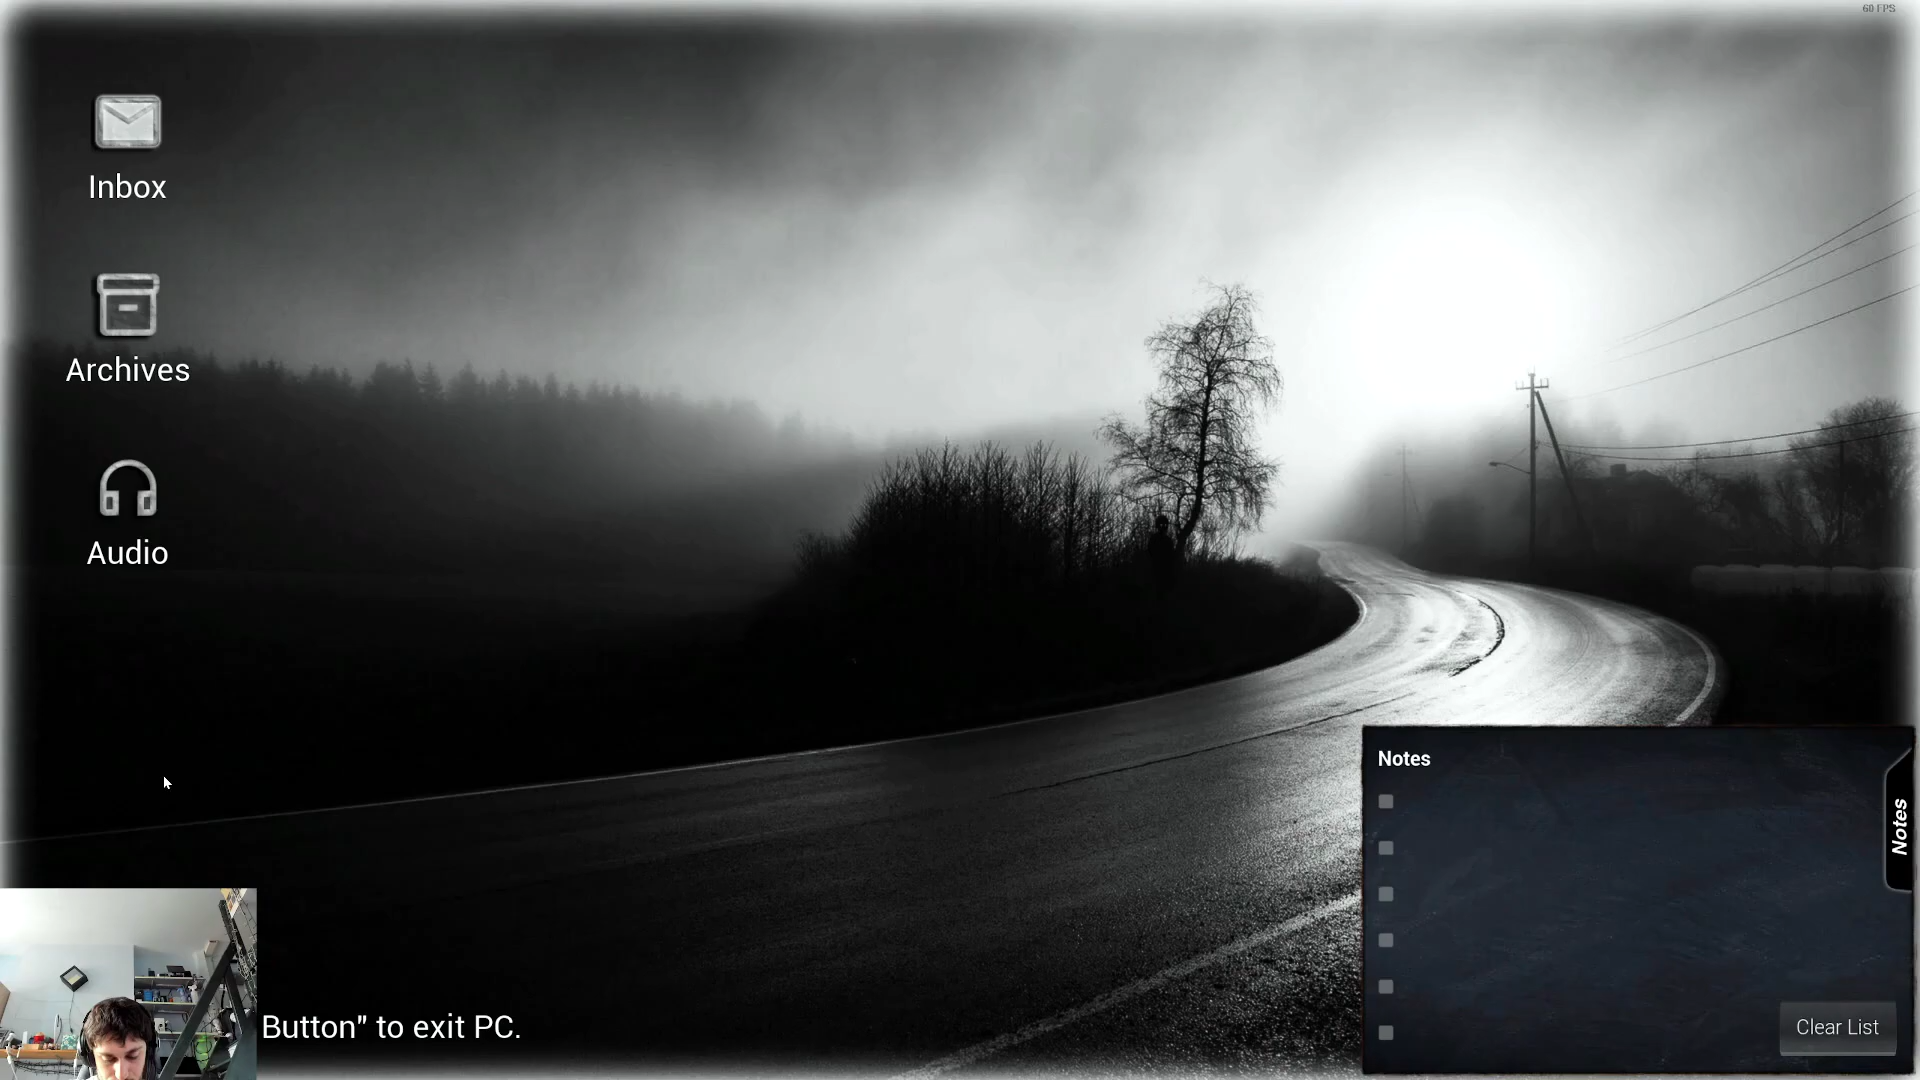 60 FPS
Inbox
Archives
Audio
Notes
Notes
Clear List
Button" to exit PC.